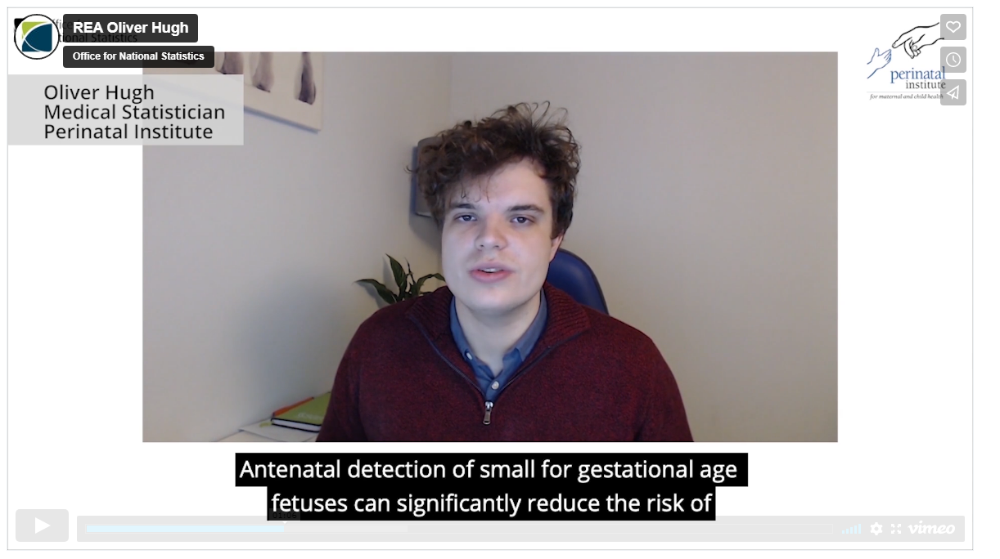 REA Oliver Hugh
Office for National Statistics
Oliver Hugh
Medical Statistician
Perinatal Institute
perinatal
institute
for maternal and child health
Antenatal detection of small for gestational age
fetuses can significantly reduce the risk of
vimeo